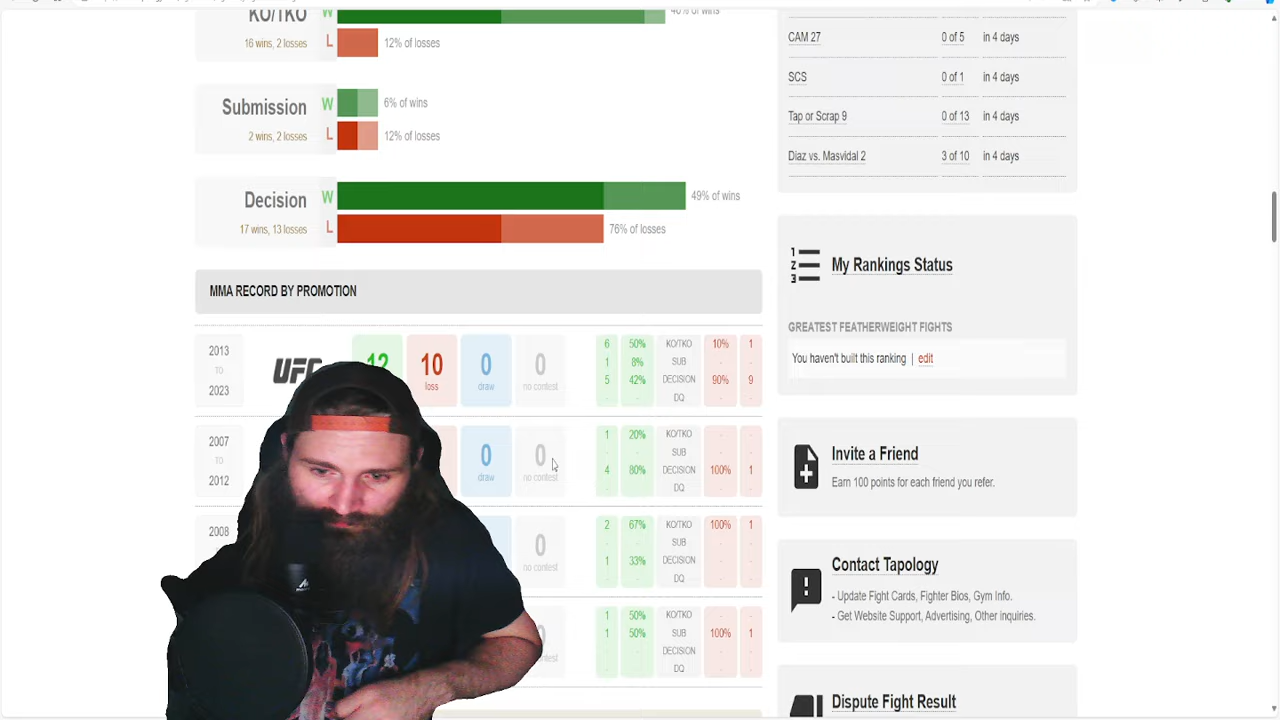 KO/TKO
W
46% of wins
16 wins, 2 losses
L
12% of losses
Submission
W
6% of wins
2 wins, 2 losses
L
12% of losses
Decision
W
49% of wins
17 wins, 13 losses
L
76% of losses
MMA RECORD BY PROMOTION
2013
TO
2023
UFC
12
10
loss
0
draw
0
no contest
6 50% KO/TKO 10% 1
1 8% SUB - -
5 42% DECISION 90% 9
- - DQ - -
2007
TO
2012
0
draw
0
no contest
1 20% KO/TKO - -
- - SUB - -
4 80% DECISION 100% 1
- - DQ - -
2008
0
no contest
2 67% KO/TKO 100% 1
- - SUB - -
1 33% DECISION - -
- - DQ - -
1 50% KO/TKO - -
1 50% SUB 100% 1
- - DECISION - -
- - DQ - -
CAM 27 0 of 5 in 4 days
SCS 0 of 1 in 4 days
Tap or Scrap 9 0 of 13 in 4 days
Diaz vs. Masvidal 2 3 of 10 in 4 days
1
2
3
My Rankings Status
GREATEST FEATHERWEIGHT FIGHTS
You haven't built this ranking | edit
Invite a Friend
Earn 100 points for each friend you refer.
Contact Tapology
- Update Fight Cards, Fighter Bios, Gym Info.
- Get Website Support, Advertising, Other inquiries.
Dispute Fight Result